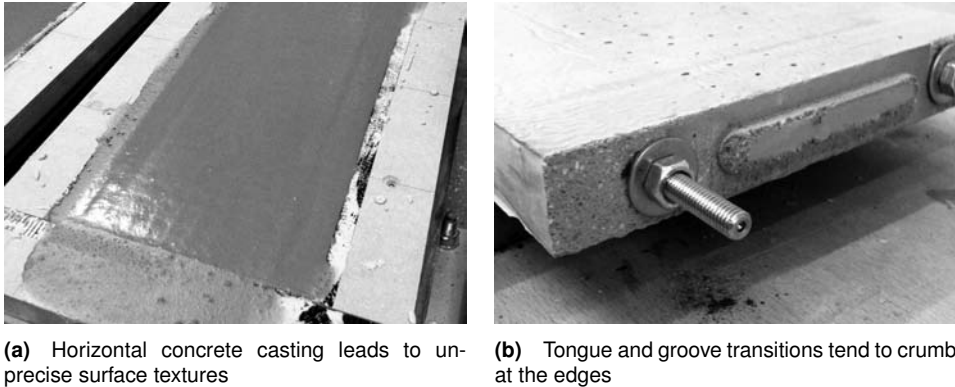 (a) Horizontal concrete casting leads to un-
precise surface textures
(b) Tongue and groove transitions tend to crumb
at the edges